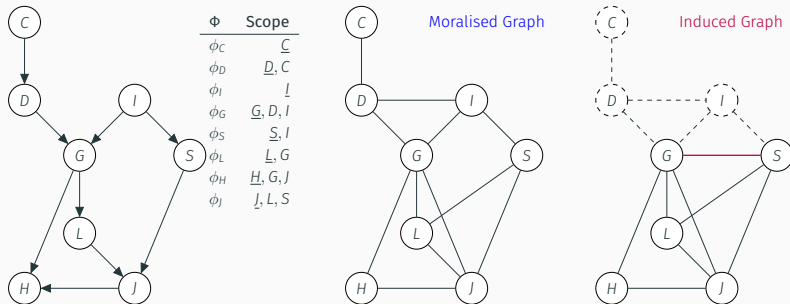 C
Φ Scope
ϕC C
ϕD D, C
ϕI I
ϕG G, D, I
ϕS S, I
ϕL L, G
ϕH H, G, J
ϕJ J, L, S
D
I
G
S
L
H
J
Moralised Graph
C
D
I
G
S
L
H
J
Induced Graph
C
D
I
G
S
L
H
J